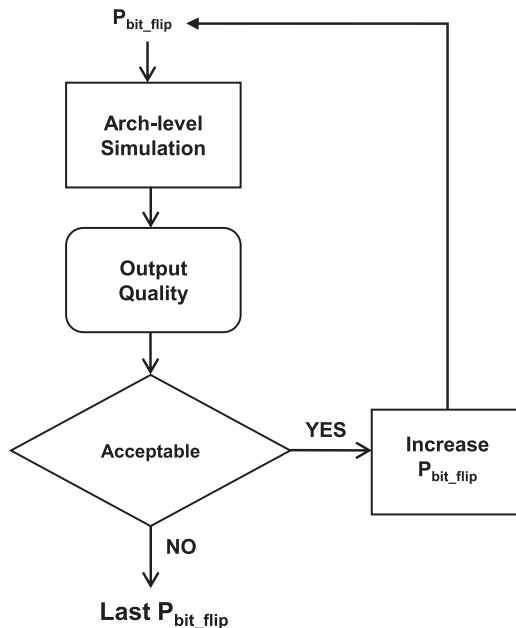 P_bit_flip
Arch-level
Simulation
Output
Quality
Acceptable
YES
Increase
P_bit_flip
NO
Last P_bit_flip